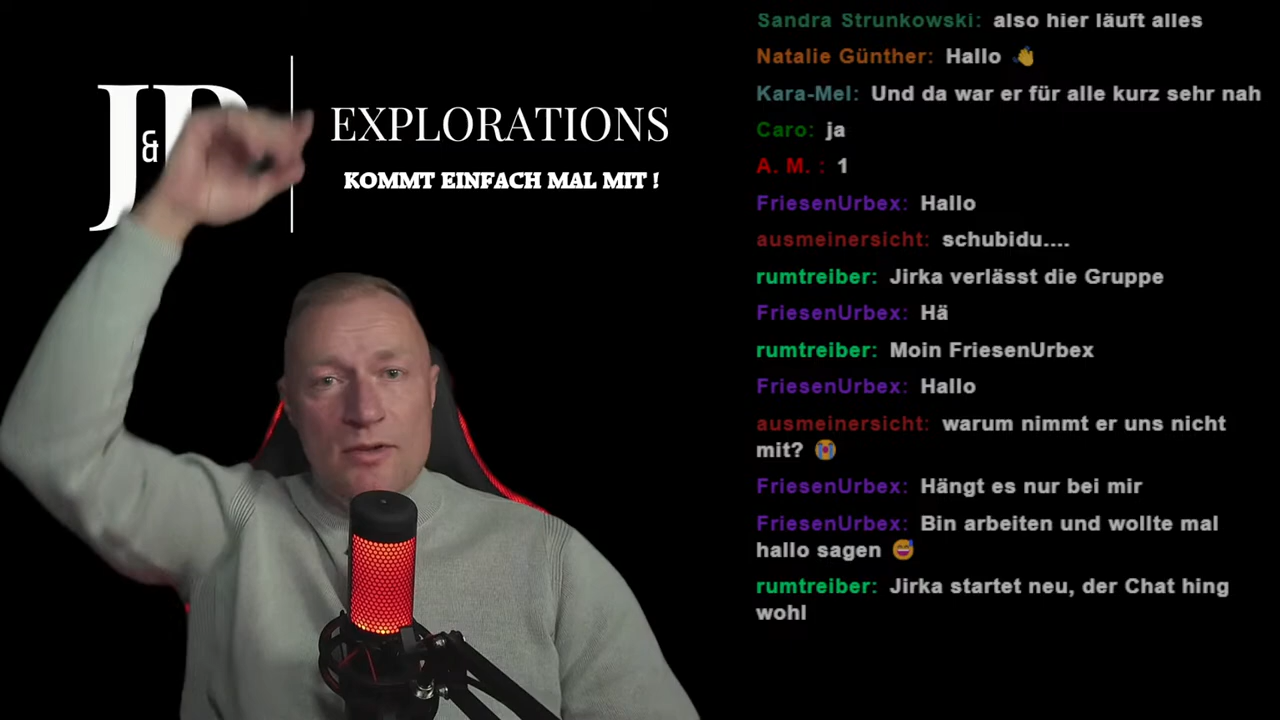 J&
EXPLORATIONS
KOMMT EINFACH MAL MIT !
Sandra Strunkowski: also hier läuft alles
Natalie Günther: Hallo 👋
Kara-Mel: Und da war er für alle kurz sehr nah
Caro: ja
A. M. : 1
FriesenUrbex: Hallo
ausmeinersicht: schubidu....
rumtreiber: Jirka verlässt die Gruppe
FriesenUrbex: Hä
rumtreiber: Moin FriesenUrbex
FriesenUrbex: Hallo
ausmeinersicht: warum nimmt er uns nicht
mit? 😭
FriesenUrbex: Hängt es nur bei mir
FriesenUrbex: Bin arbeiten und wollte mal
hallo sagen 😅
rumtreiber: Jirka startet neu, der Chat hing
wohl